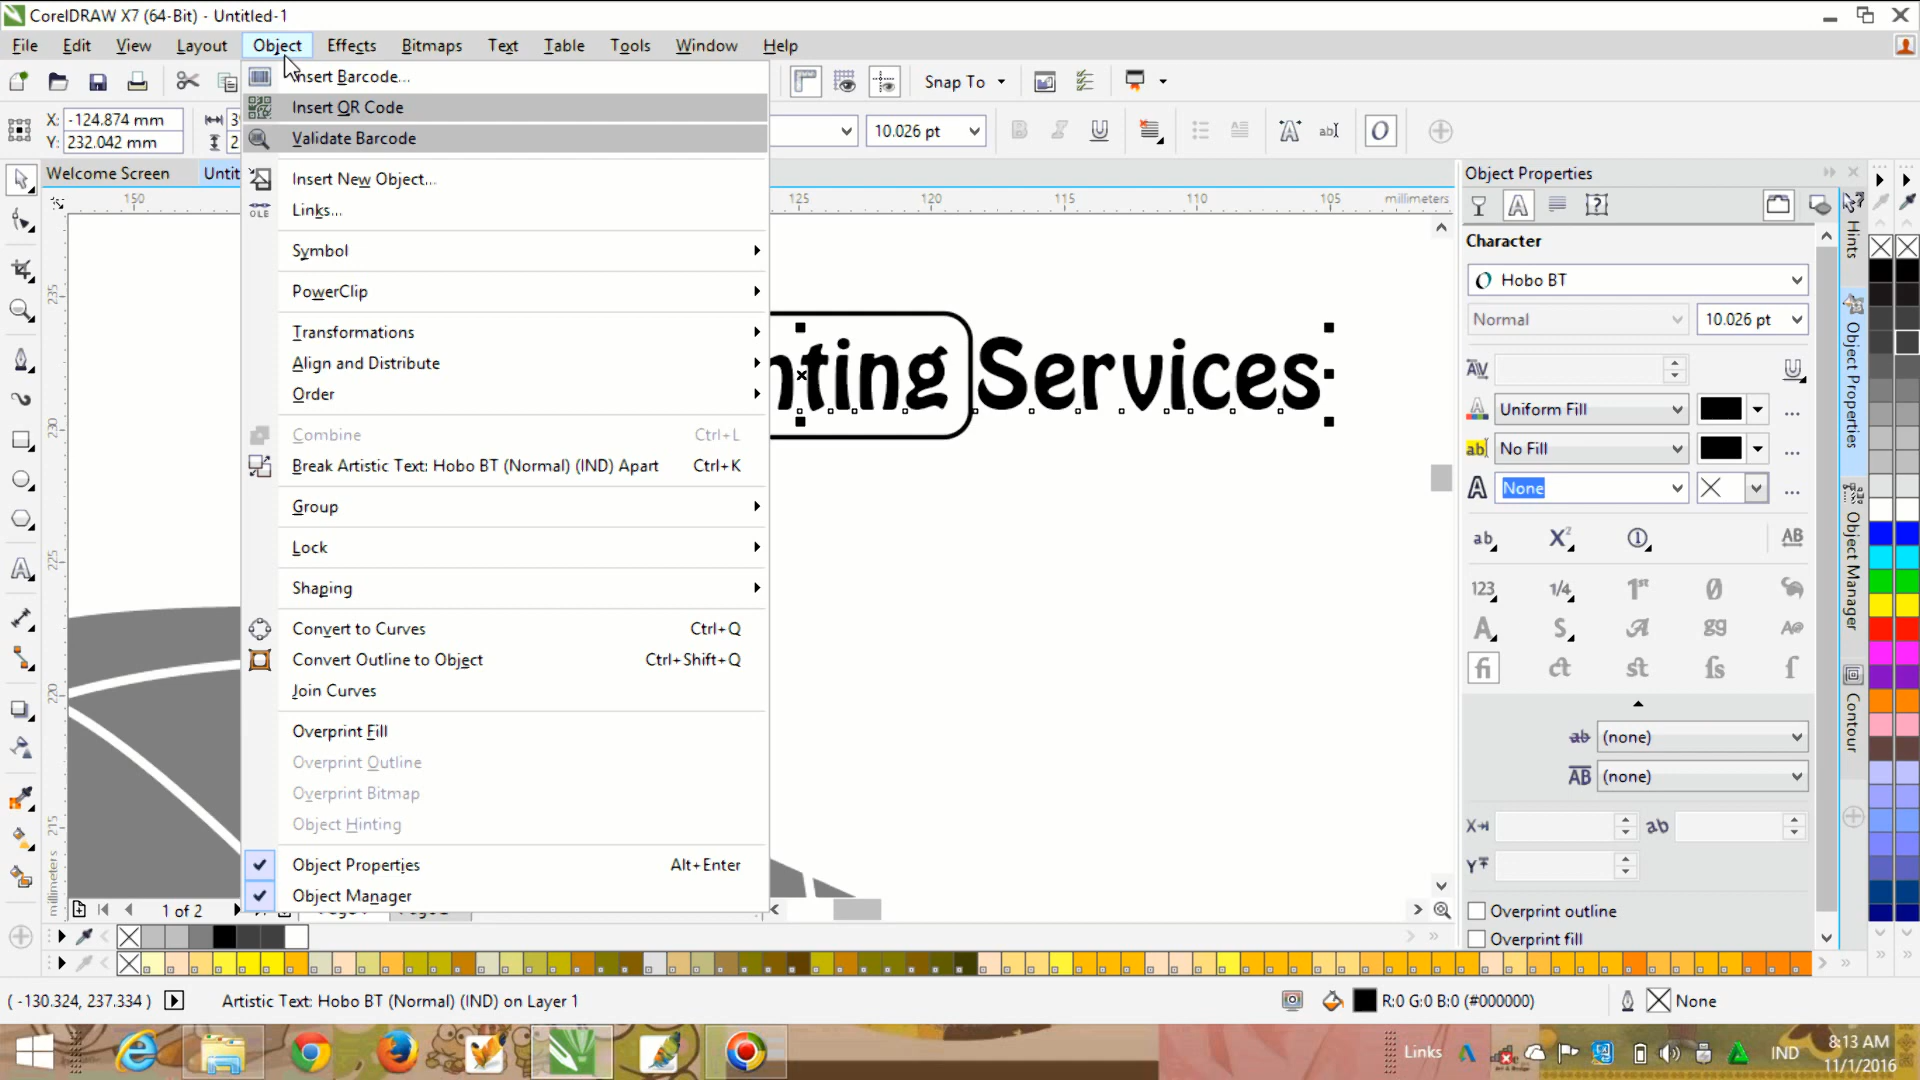 CorelDRAW X7 (64-Bit) - Untitled-1
File Edit View Layout Object Effects Bitmaps Text Table Tools Window Help
Insert Barcode...
Insert QR Code
Validate Barcode
Insert New Object...
Links...
Symbol
PowerClip
Transformations
Align and Distribute
Order
Combine Ctrl+L
Break Artistic Text: Hobo BT (Normal) (IND) Apart Ctrl+K
Group
Lock
Shaping
Convert to Curves Ctrl+Q
Convert Outline to Object Ctrl+Shift+Q
Join Curves
Overprint Fill
Overprint Outline
Overprint Bitmap
Object Hinting
Object Properties Alt+Enter
Object Manager
Snap To
X: -124.874 mm
Y: 232.042 mm
10.026 pt
Welcome Screen
150 125 120 115 110 105 millimeters
235
230
225
220
215
millimeters
nting Services
Object Properties
Character
Hobo BT
Normal 10.026 pt
Uniform Fill
No Fill
None
(none)
(none)
Overprint outline
Overprint fill
Hints
Object Properties
Object Manager
Contour
1 of 2
( -130.324, 237.334 ) Artistic Text: Hobo BT (Normal) (IND) on Layer 1
R:0 G:0 B:0 (#000000) None
Links IND 8:13 AM
11/1/2016